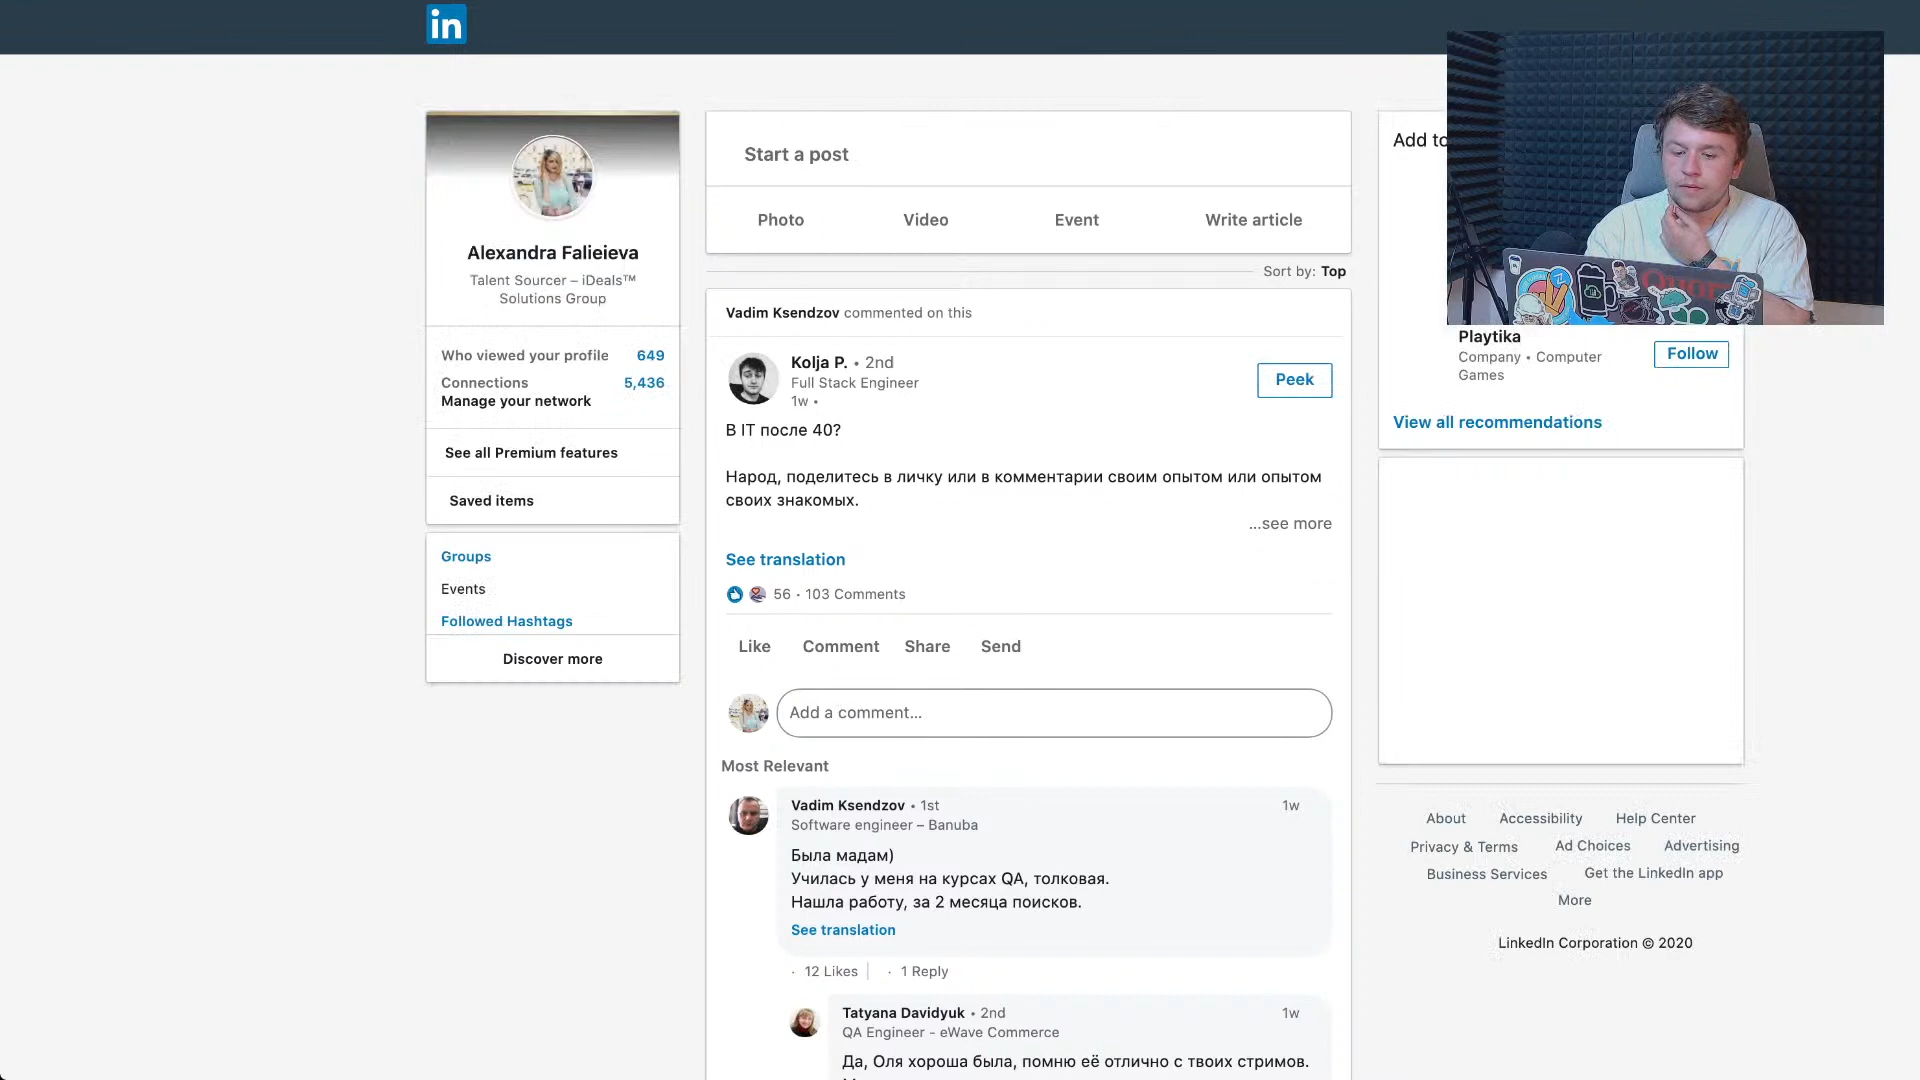 in
Alexandra Falieieva
Talent Sourcer – iDeals™
Solutions Group
Who viewed your profile 649
Connections 5,436
Manage your network
See all Premium features
Saved items
Groups
Events
Followed Hashtags
Discover more
Start a post
Photo Video Event Write article
Sort by: Top
Vadim Ksendzov commented on this
Kolja P. • 2nd
Full Stack Engineer
1w •
Peek
В IT после 40?
Народ, поделитесь в личку или в комментарии своим опытом или опытом
своих знакомых.
...see more
See translation
56 · 103 Comments
Like Comment Share Send
Add a comment...
Most Relevant
Vadim Ksendzov • 1st 1w
Software engineer – Banuba
Была мадам)
Училась у меня на курсах QA, толковая.
Нашла работу, за 2 месяца поисков.
See translation
· 12 Likes · 1 Reply
Tatyana Davidyuk • 2nd 1w
QA Engineer - eWave Commerce
Да, Оля хороша была, помню её отлично с твоих стримов.
Add to
Playtika
Company • Computer
Games
Follow
View all recommendations
About Accessibility Help Center
Privacy & Terms Ad Choices Advertising
Business Services Get the LinkedIn app
More
LinkedIn Corporation © 2020